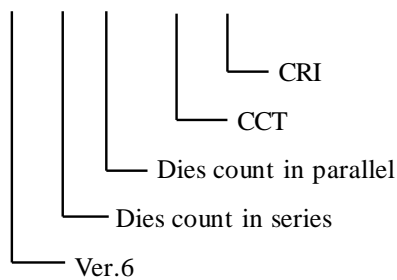 CRI
CCT
Dies count in parallel
Dies count in series
Ver.6